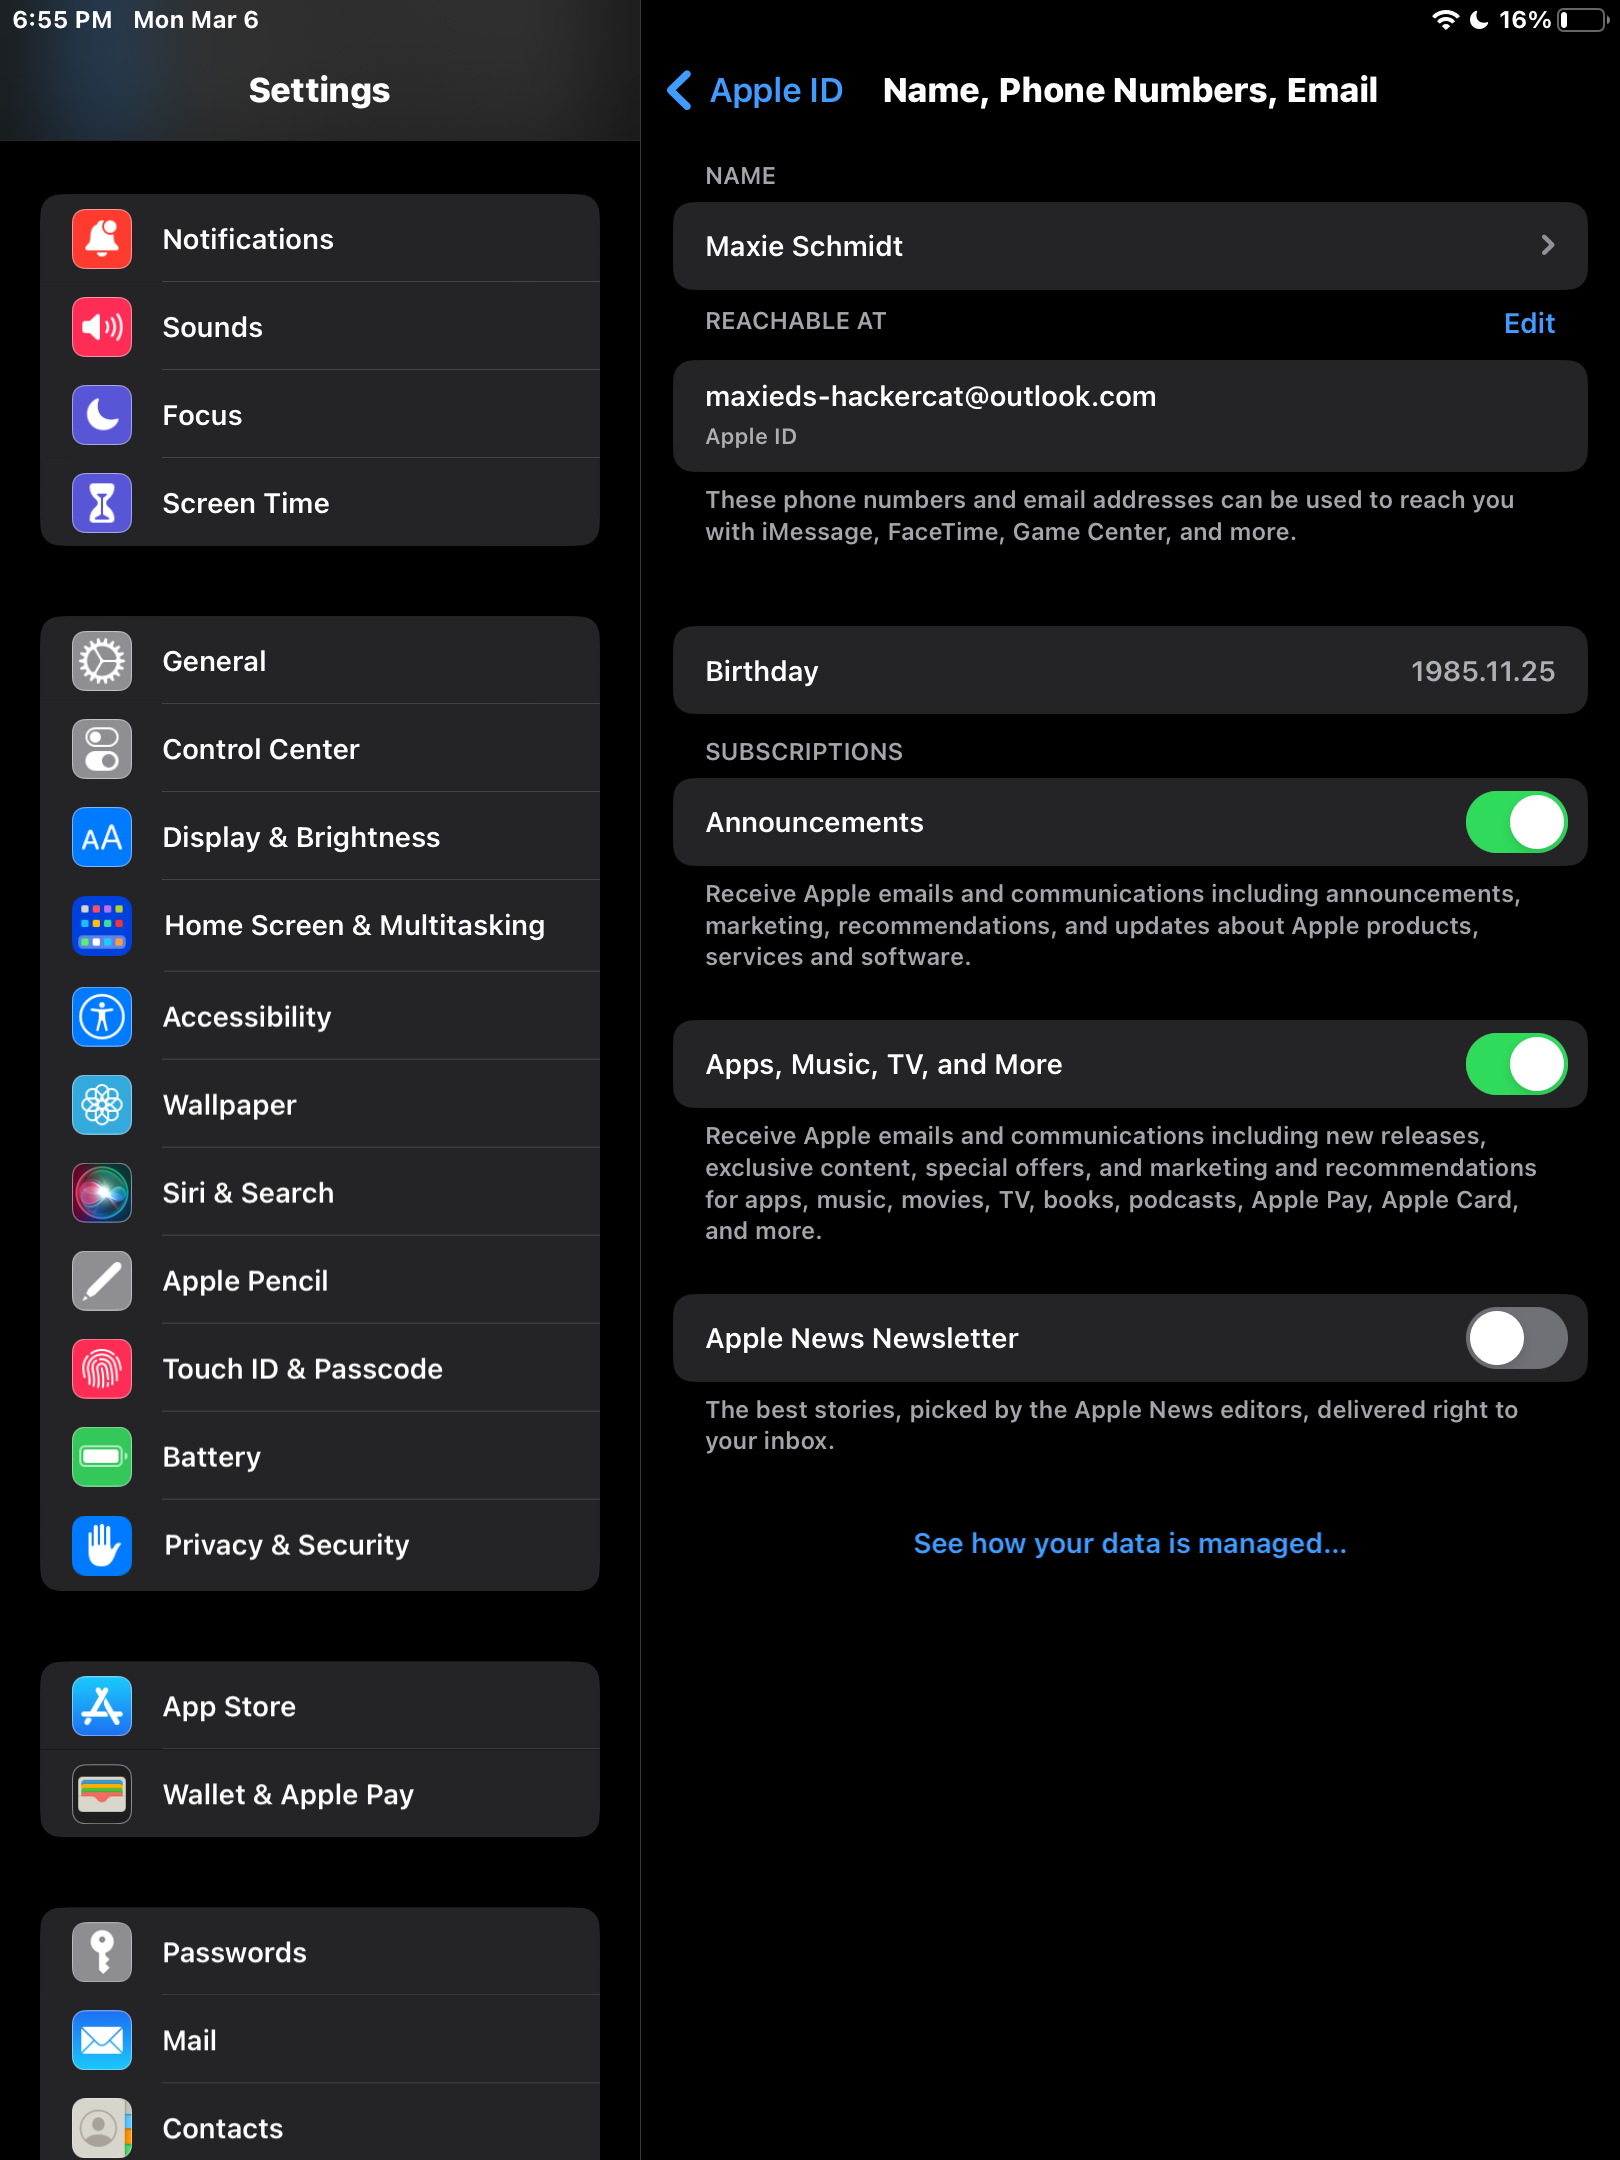 6:55 PM Mon Mar 6
16%
Settings
Notifications
Sounds
Focus
Screen Time
General
Control Center
AA
Display & Brightness
Home Screen & Multitasking
Accessibility
Wallpaper
Siri & Search
Apple Pencil
Touch ID & Passcode
Battery
Privacy & Security
App Store
Wallet & Apple Pay
Passwords
Mail
Contacts
Apple ID
Name, Phone Numbers, Email
NAME
Maxie Schmidt
REACHABLE AT
Edit
maxieds-hackercat@outlook.com
Apple ID
These phone numbers and email addresses can be used to reach you
with iMessage, FaceTime, Game Center, and more.
Birthday
1985.11.25
SUBSCRIPTIONS
Announcements
Receive Apple emails and communications including announcements,
marketing, recommendations, and updates about Apple products,
services and software.
Apps, Music, TV, and More
Receive Apple emails and communications including new releases,
exclusive content, special offers, and marketing and recommendations
for apps, music, movies, TV, books, podcasts, Apple Pay, Apple Card,
and more.
Apple News Newsletter
The best stories, picked by the Apple News editors, delivered right to
your inbox.
See how your data is managed...